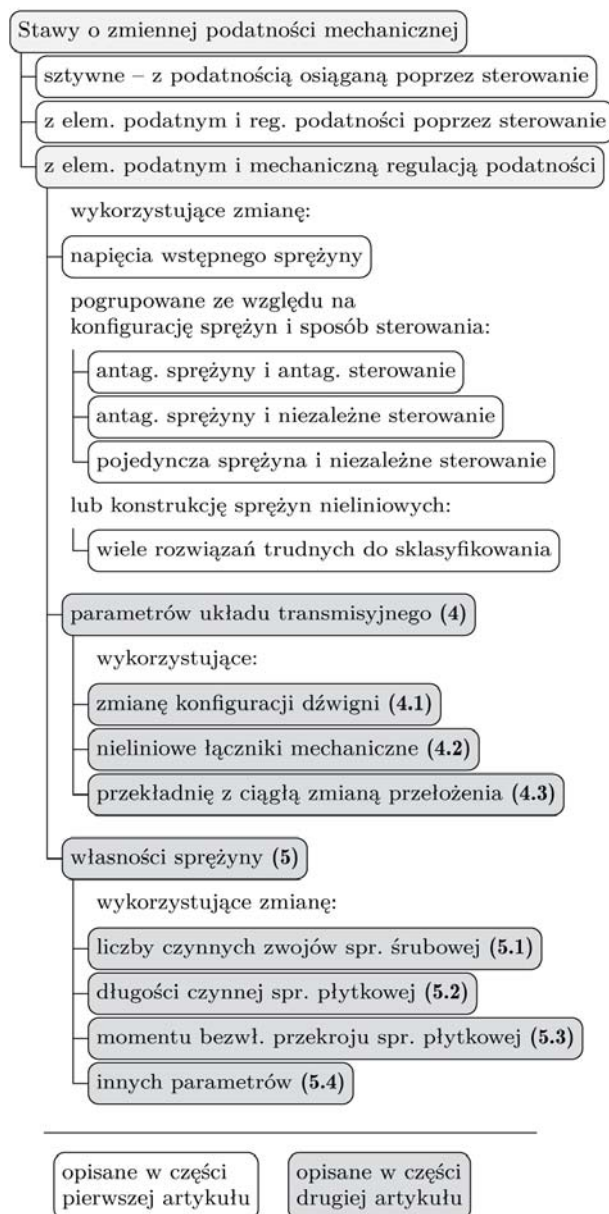 Stawy o zmiennej podatności mechanicznej
sztywne – z podatnością osiąganą poprzez sterowanie
z elem. podatnym i reg. podatności poprzez sterowanie
z elem. podatnym i mechaniczną regulacją podatności
wykorzystujące zmianę:
napięcia wstępnego sprężyny
pogrupowane ze względu na
konfigurację sprężyn i sposób sterowania:
antag. sprężyny i antag. sterowanie
antag. sprężyny i niezależne sterowanie
pojedyncza sprężyna i niezależne sterowanie
lub konstrukcję sprężyn nieliniowych:
wiele rozwiązań trudnych do sklasyfikowania
parametrów układu transmisyjnego (4)
wykorzystujące:
zmianę konfiguracji dźwigni (4.1)
nieliniowe łączniki mechaniczne (4.2)
przekładnię z ciągłą zmianą przełożenia (4.3)
własności sprężyny (5)
wykorzystujące zmianę:
liczby czynnych zwojów spr. śrubowej (5.1)
długości czynnej spr. płytkowej (5.2)
momentu bezwł. przekroju spr. płytkowej (5.3)
innych parametrów (5.4)
opisane w części
pierwszej artykułu
opisane w części
drugiej artykułu